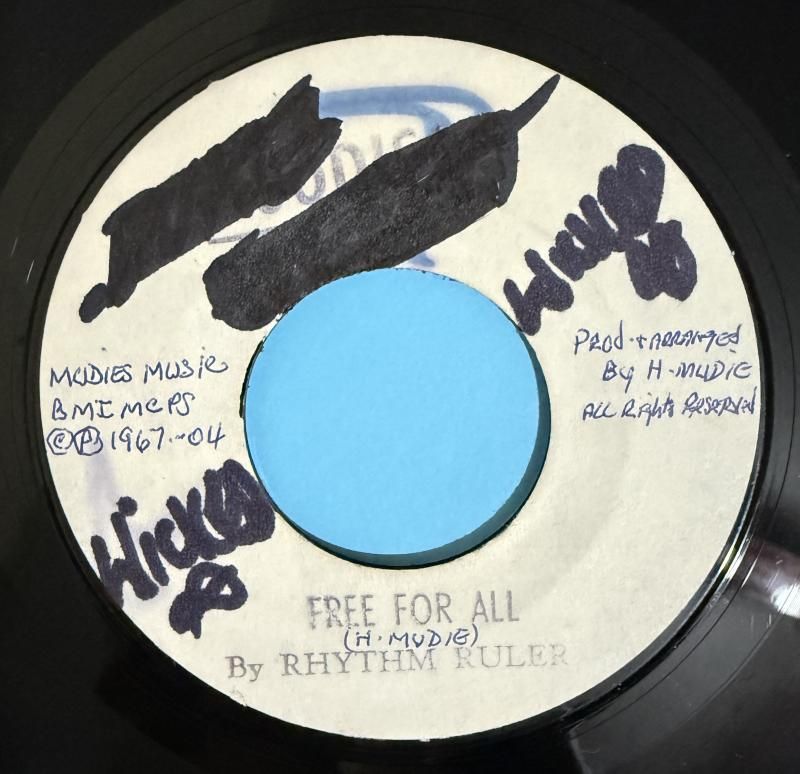 WICKED
MUDIES MUSIC
BMI MCPS
©Ⓟ 1967-04
Prod. + ARRANGED
By H. MUDIE
ALL Rights RESERVED
WICKED
FREE FOR ALL
(H. MUDIE)
By RHYTHM RULER